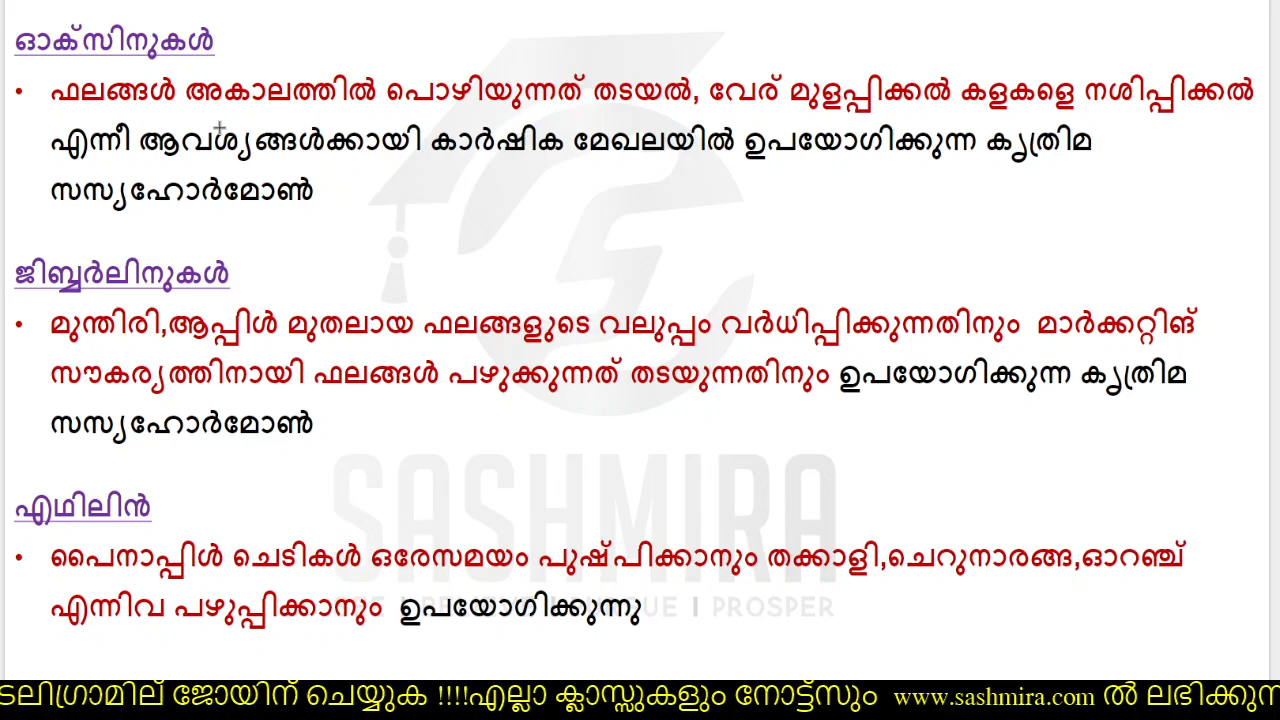 ഓക്സിനുകൾ
• ഫലങ്ങൾ അകാലത്തിൽ പൊഴിയുന്നത് തടയൽ, വേര് മുളപ്പിക്കൽ കളകളെ നശിപ്പിക്കൽ
എന്നീ ആവശ്യങ്ങൾക്കായി കാർഷിക മേഖലയിൽ ഉപയോഗിക്കുന്ന കൃത്രിമ
സസ്യഹോർമോൺ
ജിബ്ബർലിനുകൾ
• മുന്തിരി,ആപ്പിൾ മുതലായ ഫലങ്ങളുടെ വലുപ്പം വർധിപ്പിക്കുന്നതിനും മാർക്കറ്റിങ്
സൗകര്യത്തിനായി ഫലങ്ങൾ പഴുക്കുന്നത് തടയുന്നതിനും ഉപയോഗിക്കുന്ന കൃത്രിമ
സസ്യഹോർമോൺ
SASHMIRA
എഥിലിൻ
• പൈനാപ്പിൾ ചെടികൾ ഒരേസമയം പുഷ്പിക്കാനും തക്കാളി,ചെറുനാരങ്ങ,ഓറഞ്ച്
എന്നിവ പഴുപ്പിക്കാനും ഉപയോഗിക്കുന്നു
I PROSPER
ടലിഗ്രാമില് ജോയിന് ചെയ്യുക !!!!എല്ലാ ക്ലാസ്സുകളും നോട്ട്സും www.sashmira.com ൽ ലഭിക്കുന